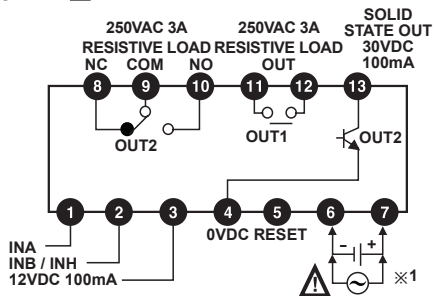 250VAC 3A 250VAC 3A SOLID
RESISTIVE LOAD RESISTIVE LOAD STATE OUT
30VDC
NC COM NO OUT 100mA
8 9 10 11 12 13
OUT2 OUT1 OUT2
1 2 3 4 5 6 7
0VDC RESET
INA
INB / INH
12VDC 100mA
- +
! ※1